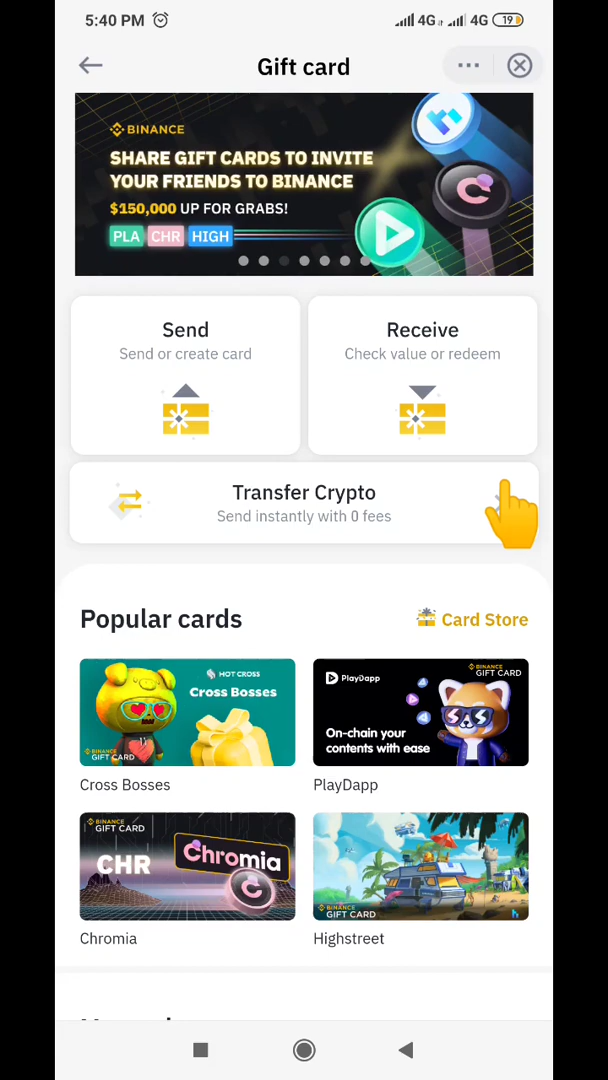 5:40 PM
4G 4G 19
Gift card
BINANCE
SHARE GIFT CARDS TO INVITE
YOUR FRIENDS TO BINANCE
$150,000 UP FOR GRABS!
PLA CHR HIGH
Send
Send or create card
Receive
Check value or redeem
Transfer Crypto
Send instantly with 0 fees
Popular cards
Card Store
HOT CROSS
Cross Bosses
BINANCE
GIFT CARD
Cross Bosses
PlayDapp
BINANCE
GIFT CARD
On-chain your
contents with ease
PlayDapp
BINANCE
GIFT CARD
CHR
Chromia
Chromia
BINANCE
GIFT CARD
Highstreet